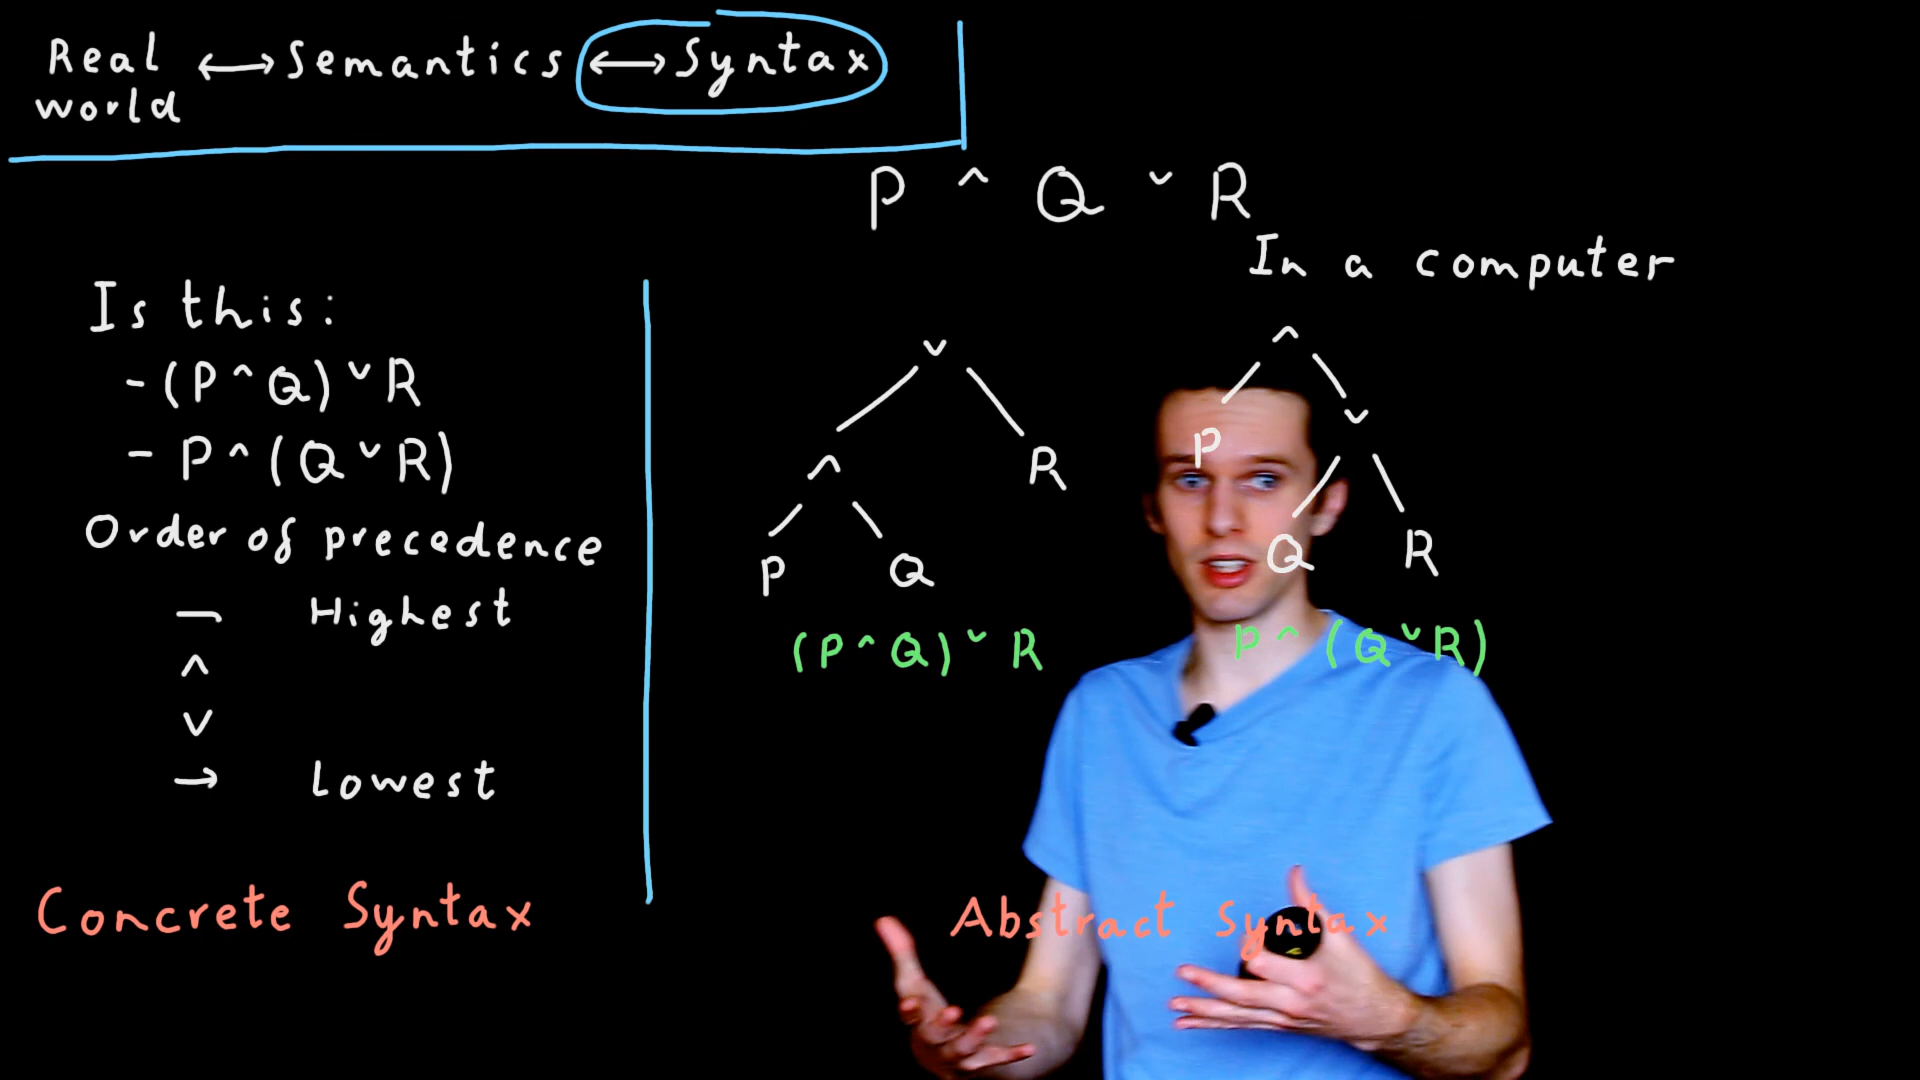 Real ⟷ Semantics ⟷ Syntax
world
P ^ Q ˅ R
In a computer
Is this:
- (P ^ Q) ˅ R
- P ^ (Q ˅ R)
Order of precedence
¬ Highest
^
˅
→ Lowest
Concrete Syntax
˅
^ R
P Q
(P ^ Q) ˅ R
^
P ˅
Q R
P ^ (Q ˅ R)
Abstract Syntax